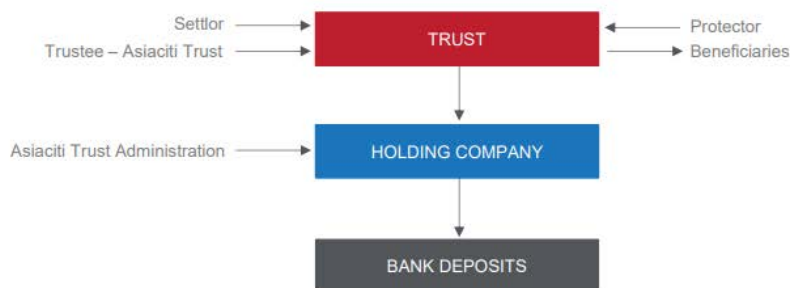 Settlor
Trustee – Asiaciti Trust
TRUST
Protector
Beneficiaries
Asiaciti Trust Administration
HOLDING COMPANY
BANK DEPOSITS